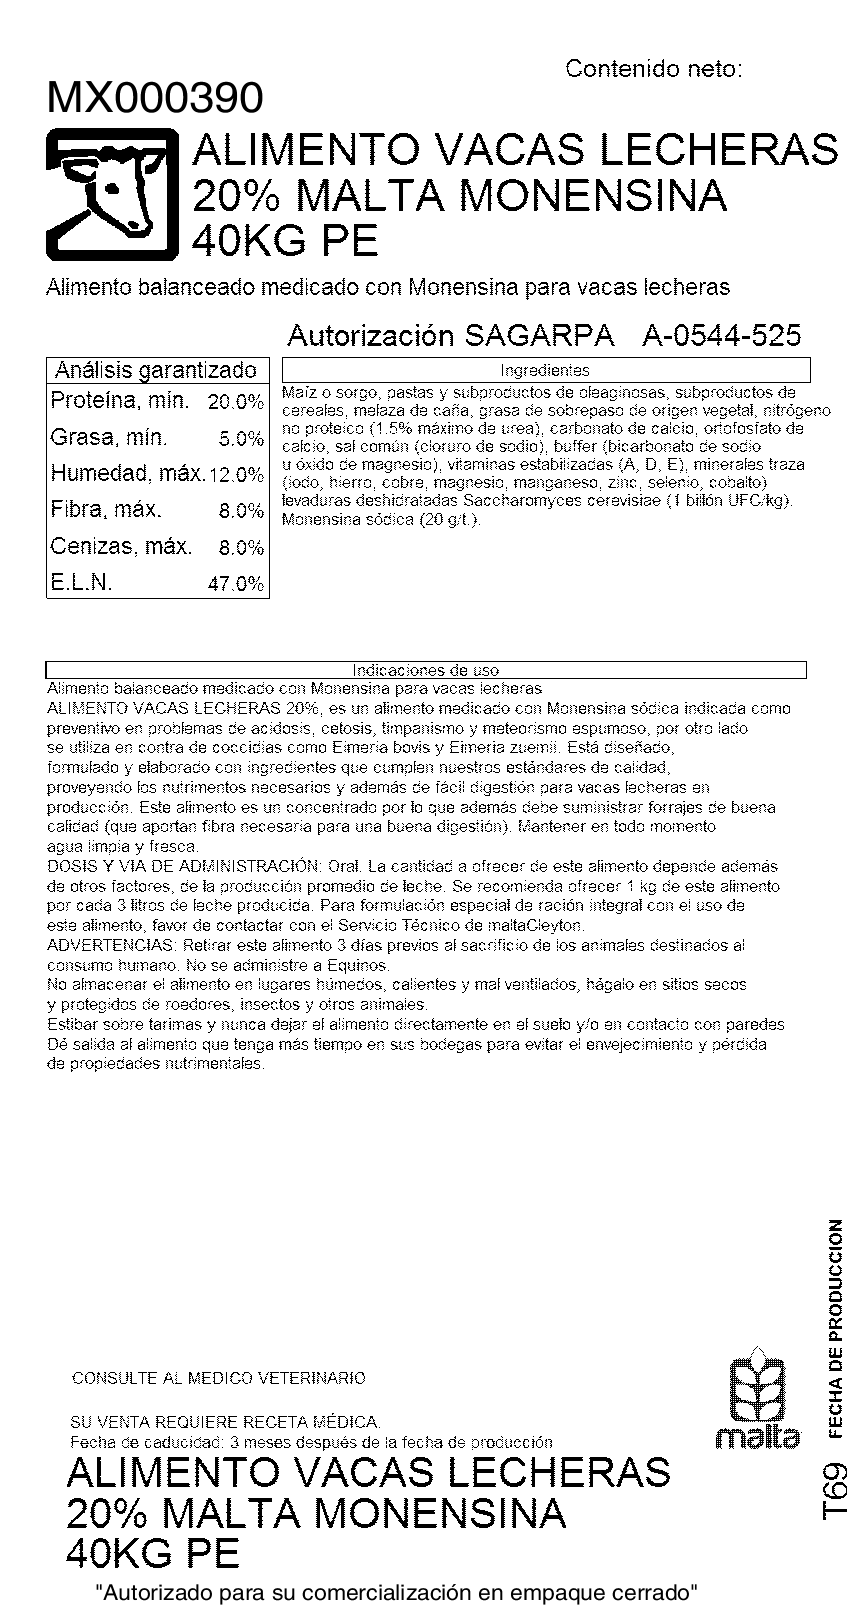 Contenido neto:
MX000390
ALIMENTO VACAS LECHERAS
20% MALTA MONENSINA
40KG PE
Alimento balanceado medicado con Monensina para vacas lecheras
Autorización SAGARPA A-0544-525
Análisis garantizado
Proteína, mín. 20.0%
Grasa, mín. 5.0%
Humedad, máx. 12.0%
Fibra, máx. 8.0%
Cenizas, máx. 8.0%
E.L.N. 47.0%
Ingredientes
Maíz o sorgo, pastas y subproductos de oleaginosas, subproductos de
cereales, melaza de caña, grasa de sobrepaso de origen vegetal, nitrógeno
no proteico (1.5% máximo de urea), carbonato de calcio, ortofosfato de
calcio, sal común (cloruro de sodio), buffer (bicarbonato de sodio
u óxido de magnesio), vitaminas estabilizadas (A, D, E), minerales traza
(iodo, hierro, cobre, magnesio, manganeso, zinc, selenio, cobalto)
levaduras deshidratadas Saccharomyces cerevisiae (1 billón UFC/kg).
Monensina sódica (20 g/t.).
Indicaciones de uso
Alimento balanceado medicado con Monensina para vacas lecheras
ALIMENTO VACAS LECHERAS 20%, es un alimento medicado con Monensina sódica indicada como
preventivo en problemas de acidosis, cetosis, timpanismo y meteorismo espumoso, por otro lado
se utiliza en contra de coccidias como Eimeria bovis y Eimeria zuernii. Está diseñado,
formulado y elaborado con ingredientes que cumplen nuestros estándares de calidad,
proveyendo los nutrimentos necesarios y además de fácil digestión para vacas lecheras en
producción. Este alimento es un concentrado por lo que además debe suministrar forrajes de buena
calidad (que aportan fibra necesaria para una buena digestión). Mantener en todo momento
agua limpia y fresca.
DOSIS Y VIA DE ADMINISTRACIÓN: Oral. La cantidad a ofrecer de este alimento depende además
de otros factores, de la producción promedio de leche. Se recomienda ofrecer 1 kg de este alimento
por cada 3 litros de leche producida. Para formulación especial de ración integral con el uso de
este alimento, favor de contactar con el Servicio Técnico de maltaCleyton.
ADVERTENCIAS: Retirar este alimento 3 días previos al sacrificio de los animales destinados al
consumo humano. No se administre a Equinos.
No almacenar el alimento en lugares húmedos, calientes y mal ventilados, hágalo en sitios secos
y protegidos de roedores, insectos y otros animales.
Estibar sobre tarimas y nunca dejar el alimento directamente en el suelo y/o en contacto con paredes
Dé salida al alimento que tenga más tiempo en sus bodegas para evitar el envejecimiento y pérdida
de propiedades nutrimentales.
FECHA DE PRODUCCION
T69
malta
CONSULTE AL MEDICO VETERINARIO
SU VENTA REQUIERE RECETA MÉDICA.
Fecha de caducidad: 3 meses después de la fecha de producción
ALIMENTO VACAS LECHERAS
20% MALTA MONENSINA
40KG PE
"Autorizado para su comercialización en empaque cerrado"